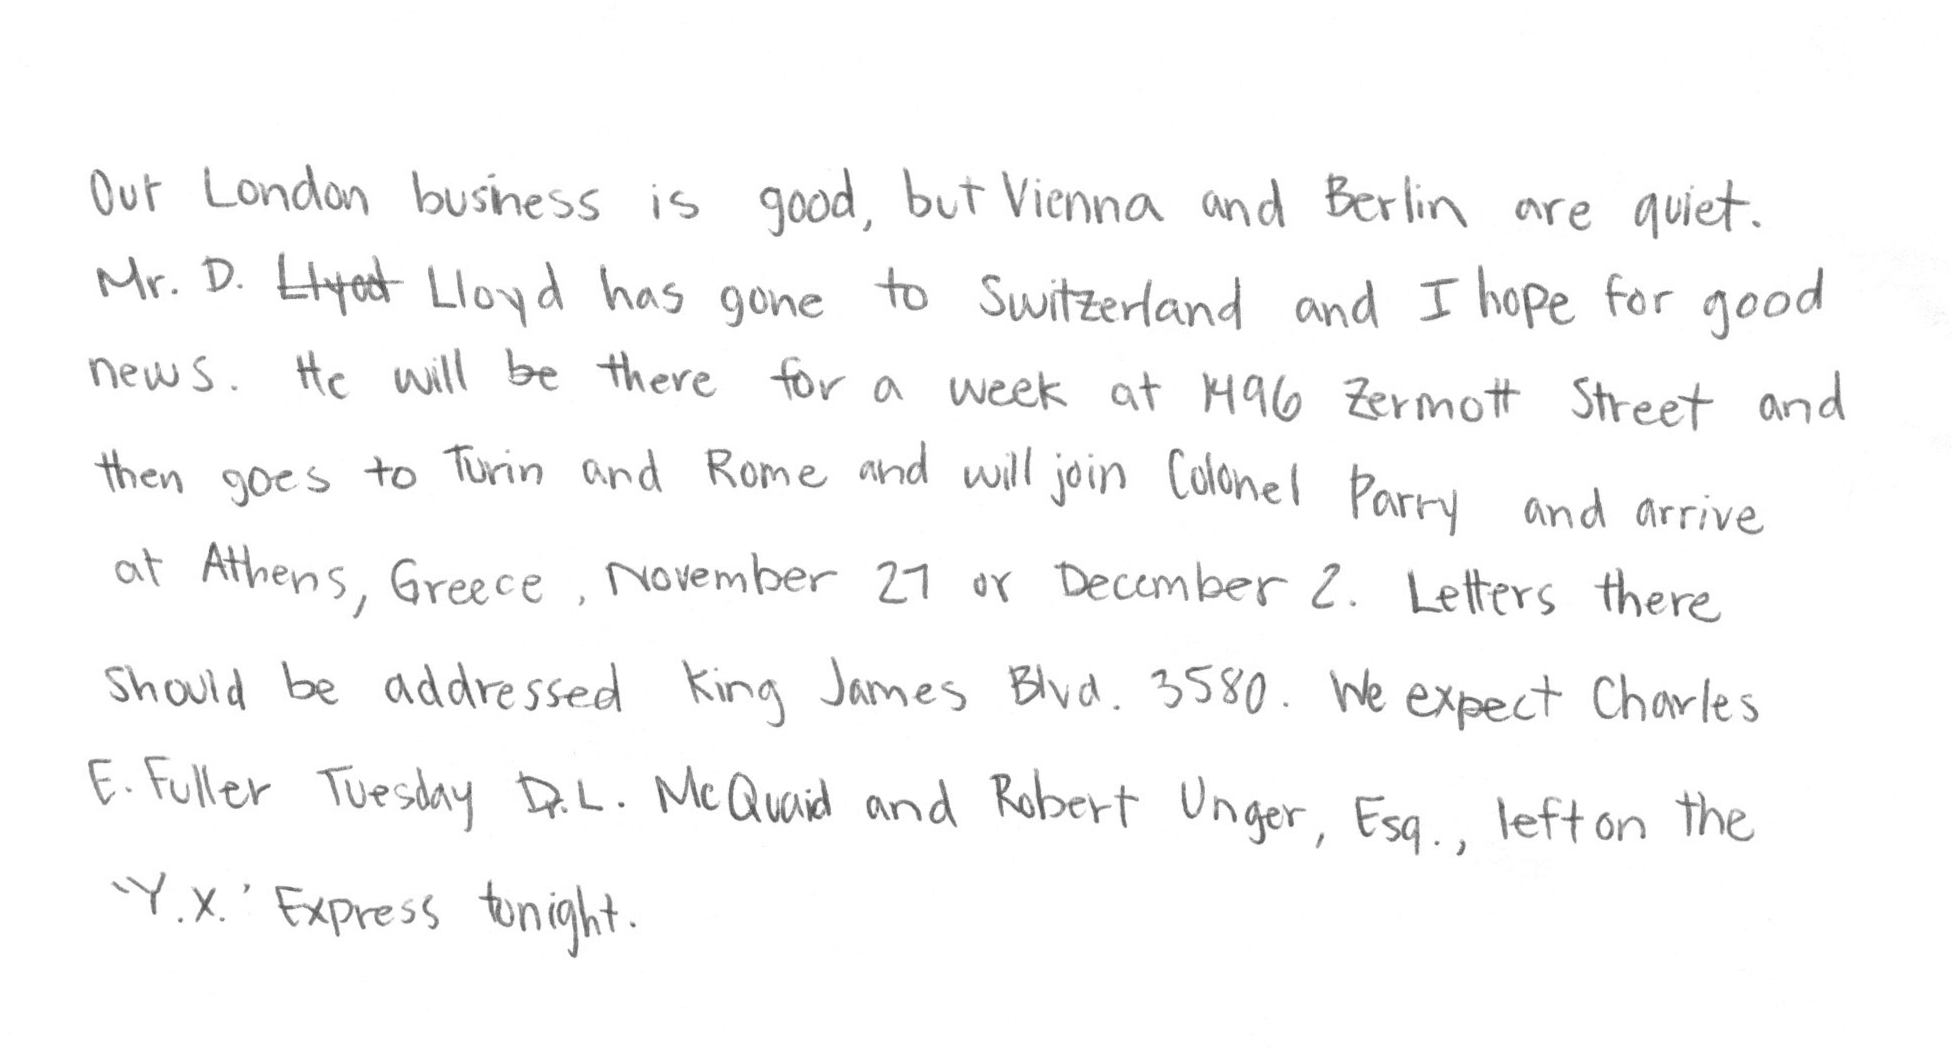 Our London business is good, but Vienna and Berlin are quiet.
Mr. D. Lloyd has gone to Switzerland and I hope for good
news. He will be there for a week at 1496 Zermott Street and
then goes to Turin and Rome and will join Colonel Parry and arrive
at Athens, Greece, November 27 or December 2. Letters there
should be addressed King James Blvd. 3580. We expect Charles
E. Fuller Tuesday Dr. L. McQuaid and Robert Unger, Esq., left on the
'Y.X.' Express tonight.